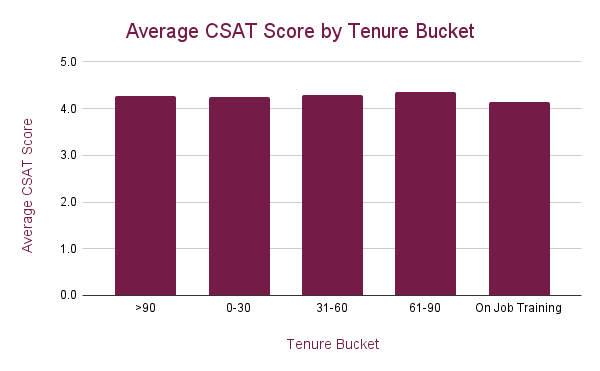 Average CSAT Score by Tenure Bucket
Average CSAT Score
5.0
4.0
3.0
2.0
1.0
0.0
>90
0-30
31-60
61-90
On Job Training
Tenure Bucket